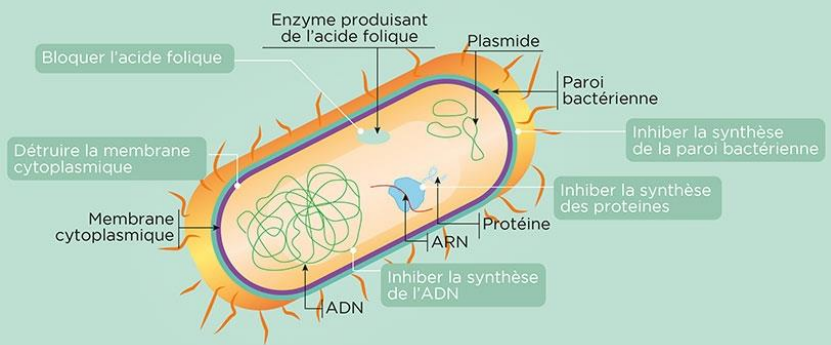 Enzyme produisant
de l'acide folique
Plasmide
Bloquer l'acide folique
Paroi
bactérienne
Inhiber la synthèse
de la paroi bactérienne
Détruire la membrane
cytoplasmique
Inhiber la synthèse
des proteines
Membrane
cytoplasmique
Protéine
ARN
Inhiber la synthèse
de l'ADN
ADN